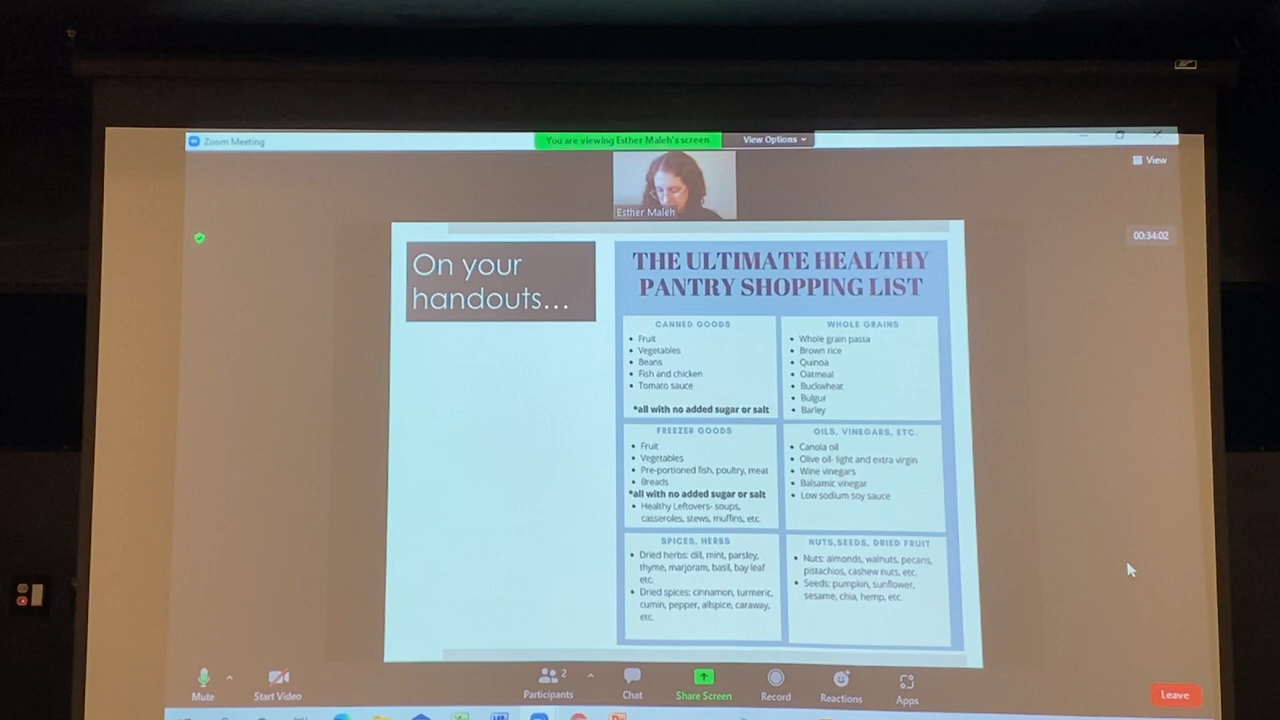 Zoom Meeting
You are viewing Esther Maleh's screen
View Options
View
Esther Maleh
00:34:02
On your
handouts...
THE ULTIMATE HEALTHY
PANTRY SHOPPING LIST
CANNED GOODS
• Fruit
• Vegetables
• Beans
• Fish and chicken
• Tomato sauce
*all with no added sugar or salt
WHOLE GRAINS
• Whole grain pasta
• Brown rice
• Quinoa
• Oatmeal
• Buckwheat
• Bulgur
• Barley
FREEZER GOODS
• Fruit
• Vegetables
• Pre-portioned fish, poultry, meat
• Breads
*all with no added sugar or salt
• Healthy Leftovers- soups,
casseroles, stews, muffins, etc.
OILS, VINEGARS, ETC.
• Canola oil
• Olive oil- light and extra virgin
• Wine vinegars
• Balsamic vinegar
• Low sodium soy sauce
SPICES, HERBS
• Dried herbs: dill, mint, parsley,
thyme, marjoram, basil, bay leaf
etc.
• Dried spices: cinnamon, turmeric,
cumin, pepper, allspice, caraway,
etc.
NUTS,SEEDS, DRIED FRUIT
• Nuts: almonds, walnuts, pecans,
pistachios, cashew nuts, etc.
• Seeds: pumpkin, sunflower,
sesame, chia, hemp, etc.
Mute
Start Video
Participants
2
Chat
Share Screen
Record
Reactions
Apps
Leave